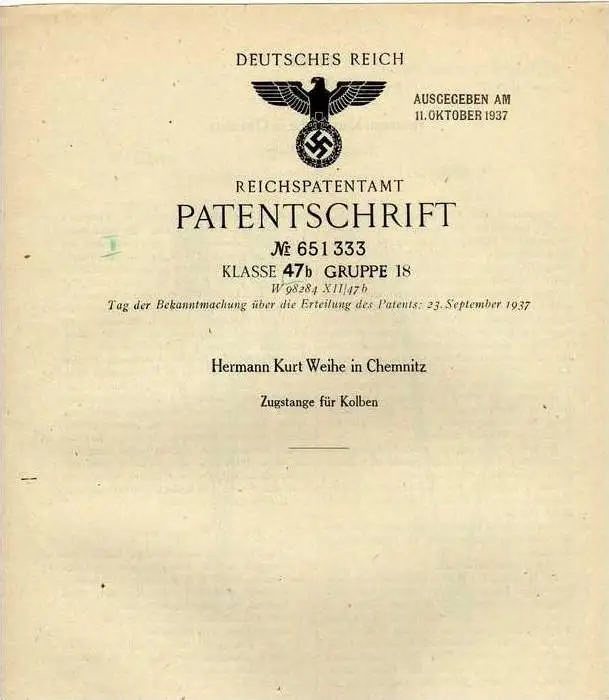 DEUTSCHES REICH
AUSGEGEBEN AM
11. OKTOBER 1937
REICHSPATENTAMT
PATENTSCHRIFT
№ 651 333
KLASSE 47b GRUPPE 18
W 98284 XII/47b
Tag der Bekanntmachung über die Erteilung des Patents: 23. September 1937
Hermann Kurt Weihe in Chemnitz
Zugstange für Kolben